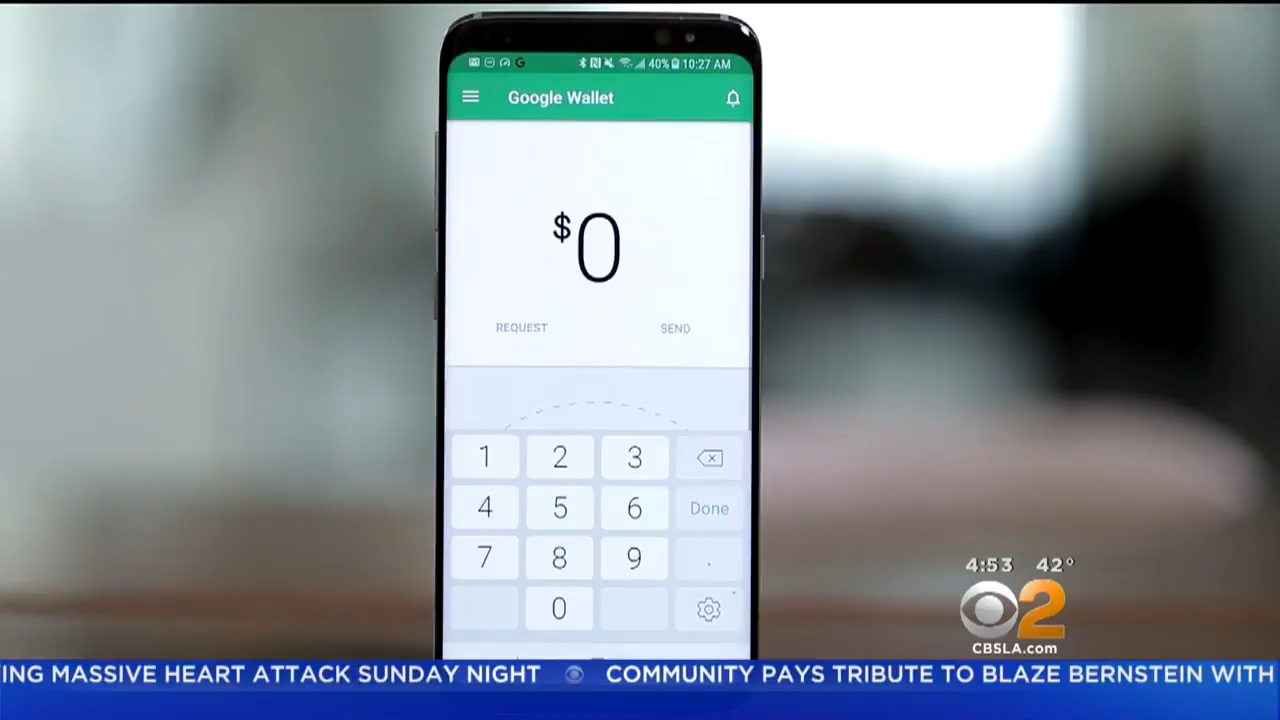 40% 10:27 AM
Google Wallet
$0
REQUEST SEND
1 2 3
4 5 6 Done
7 8 9 .
0
4:53 42°
2
CBSLA.com
ING MASSIVE HEART ATTACK SUNDAY NIGHT COMMUNITY PAYS TRIBUTE TO BLAZE BERNSTEIN WITH